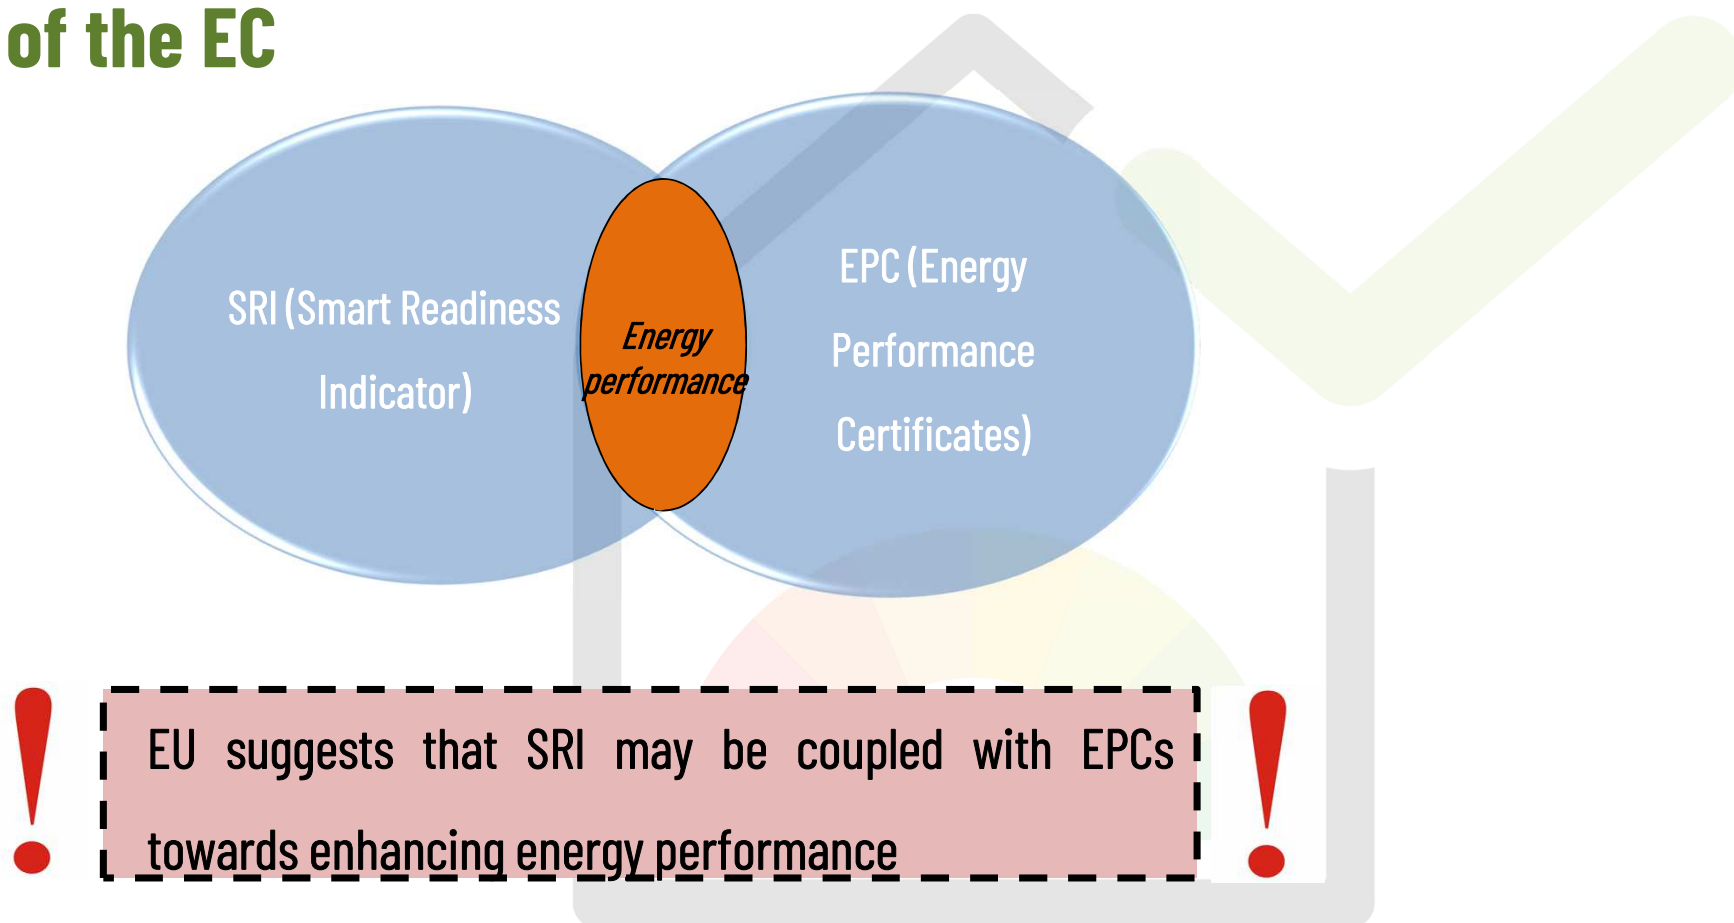 of the EC
SRI (Smart Readiness
Indicator)
Energy
performance
EPC (Energy
Performance
Certificates)
EU suggests that SRI may be coupled with EPCs
towards enhancing energy performance